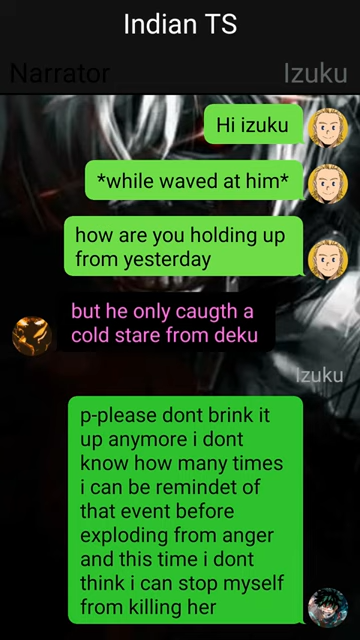 Indian TS
Narrator
Izuku
Hi izuku
*while waved at him*
how are you holding up
from yesterday
but he only caugth a
cold stare from deku
Izuku
p-please dont brink it
up anymore i dont
know how many times
i can be remindet of
that event before
exploding from anger
and this time i dont
think i can stop myself
from killing her